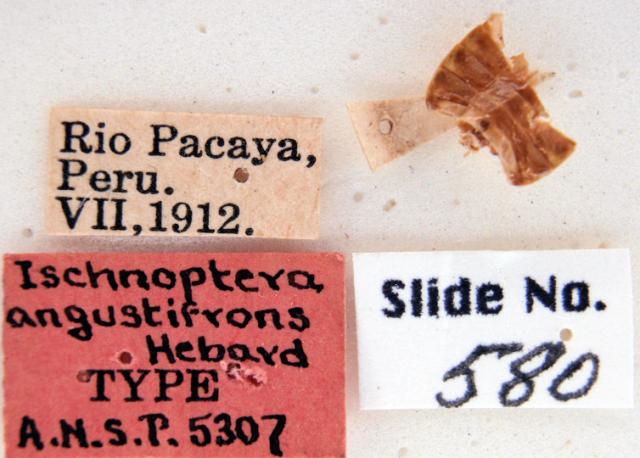 Rio Pacaya,
Peru.
VII, 1912.
Ischnoptera
angustifrons
Hebard
TYPE
A.N.S.P. 5307
Slide No.
580